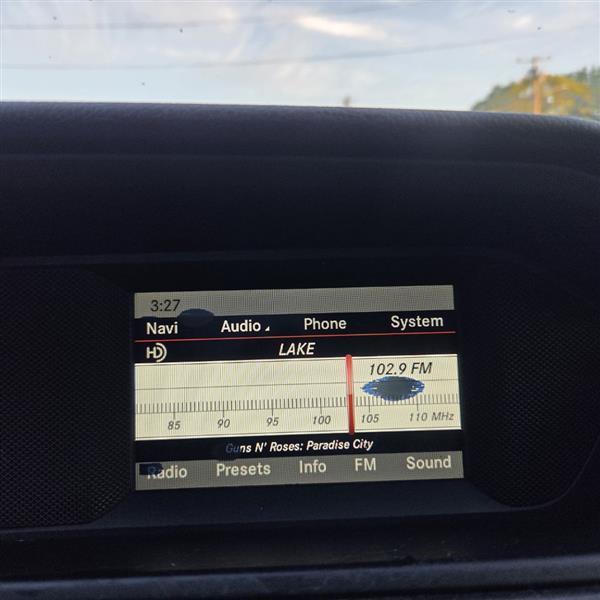 3:27
Navi Audio Phone System
HD LAKE
102.9 FM
85 90 95 100 105 110 MHz
Guns N' Roses: Paradise City
Radio Presets Info FM Sound